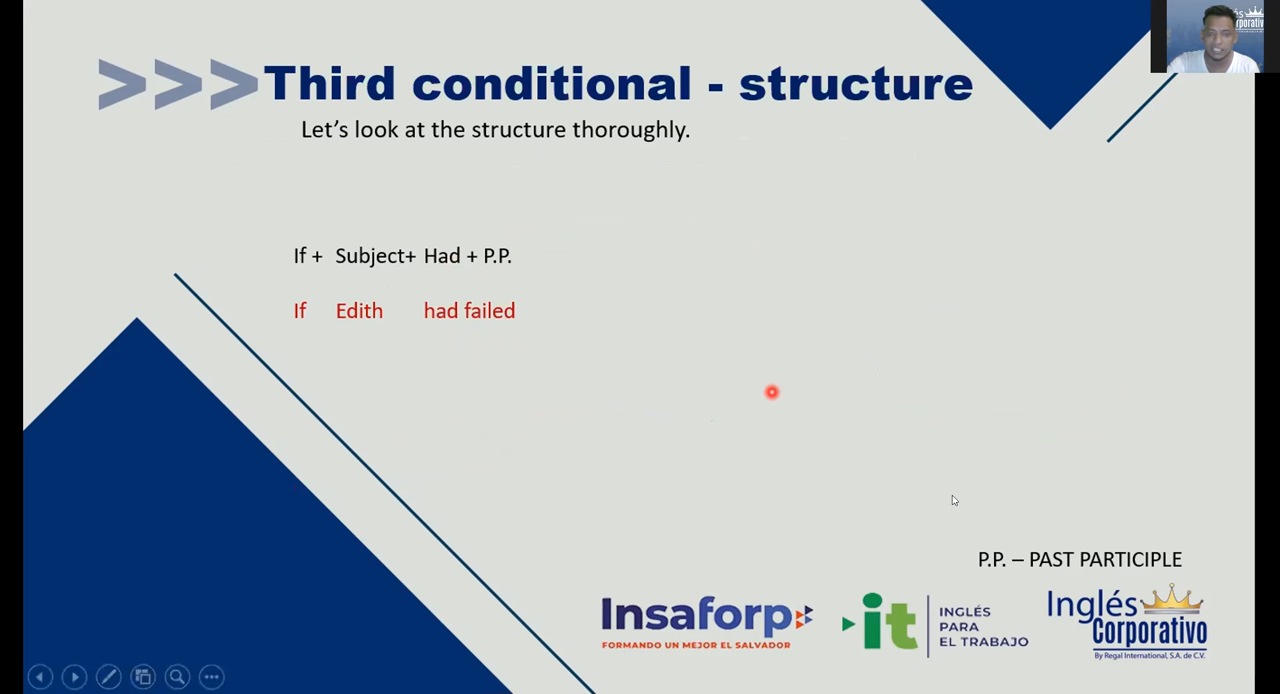 >>> Third conditional - structure
Let's look at the structure thoroughly.
If + Subject+ Had + P.P.
If Edith had failed
P.P. – PAST PARTICIPLE
Insaforp
FORMANDO UN MEJOR EL SALVADOR
it
INGLÉS
PARA
EL TRABAJO
Inglés
Corporativo
By Regal International, S.A. de C.V.